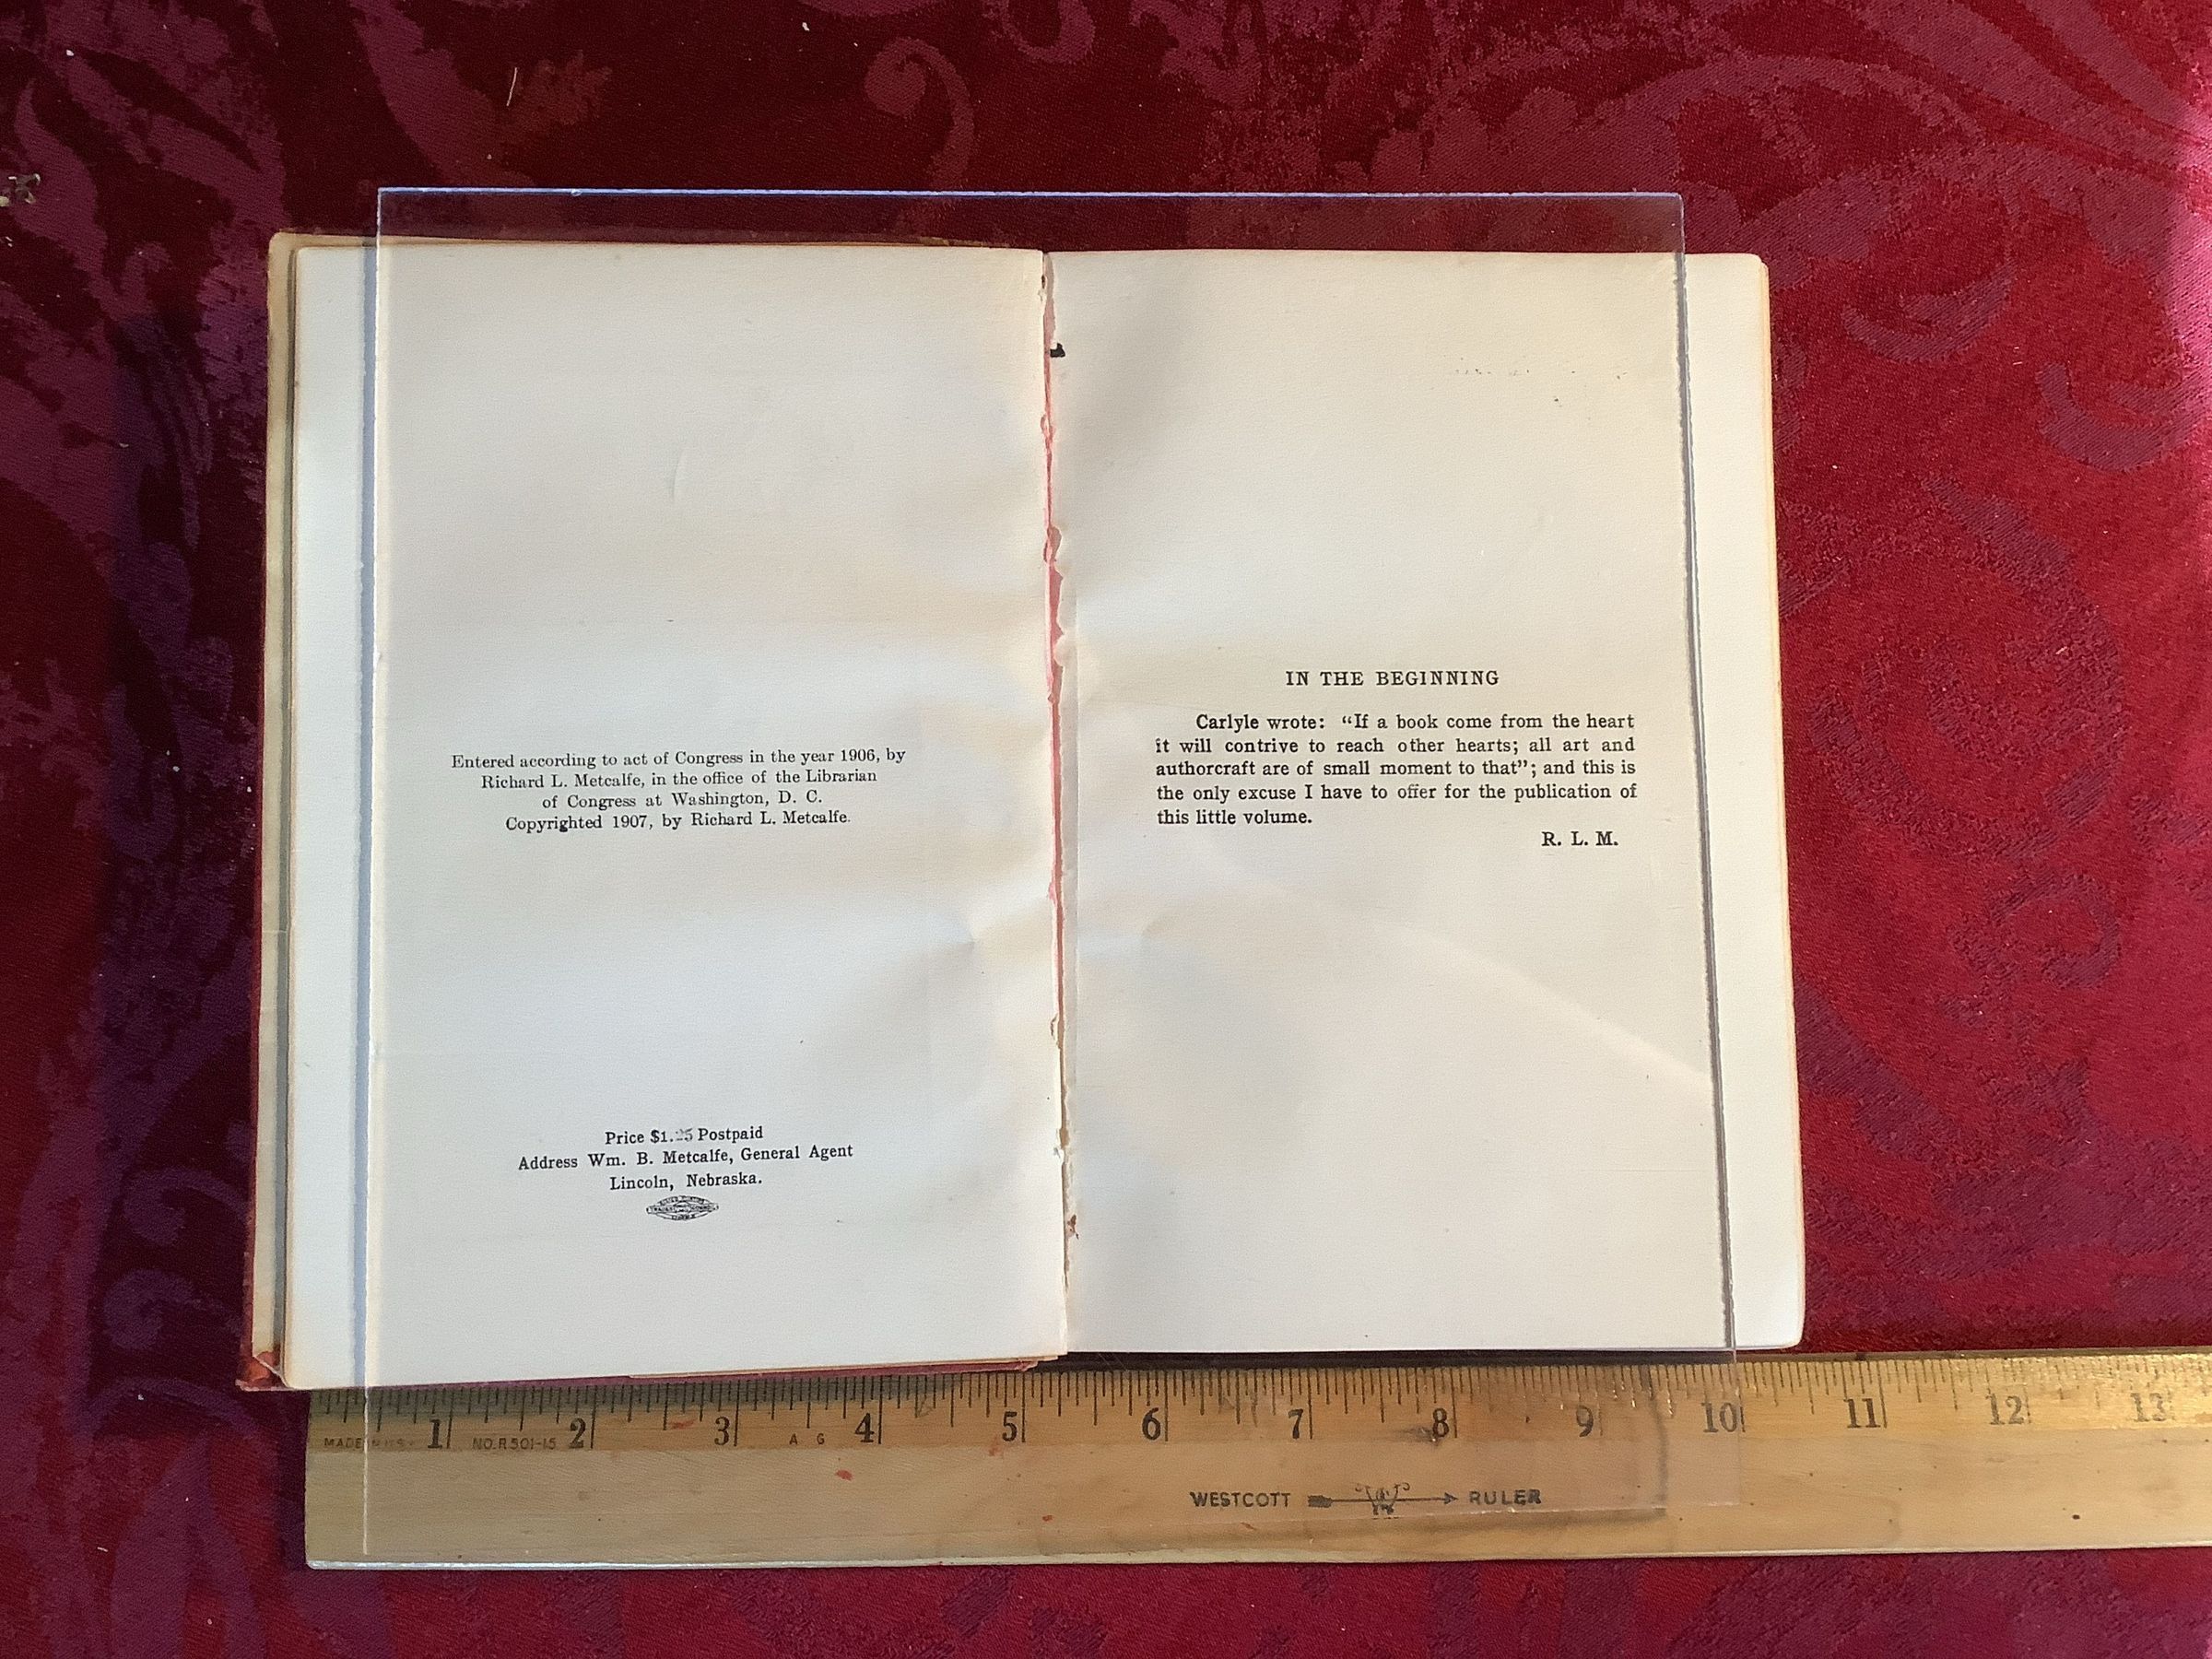 Entered according to act of Congress in the year 1906, by
Richard L. Metcalfe, in the office of the Librarian
of Congress at Washington, D. C.
Copyrighted 1907, by Richard L. Metcalfe.
Price $1.25 Postpaid
Address Wm. B. Metcalfe, General Agent
Lincoln, Nebraska.
IN THE BEGINNING
Carlyle wrote: “If a book come from the heart
it will contrive to reach other hearts; all art and
authorcraft are of small moment to that”; and this is
the only excuse I have to offer for the publication of
this little volume.
R. L. M.
1 2 3 4 5 6 7 8 9 10 11 12 13
MADE NO. R501-15 A G
WESTCOTT RULER